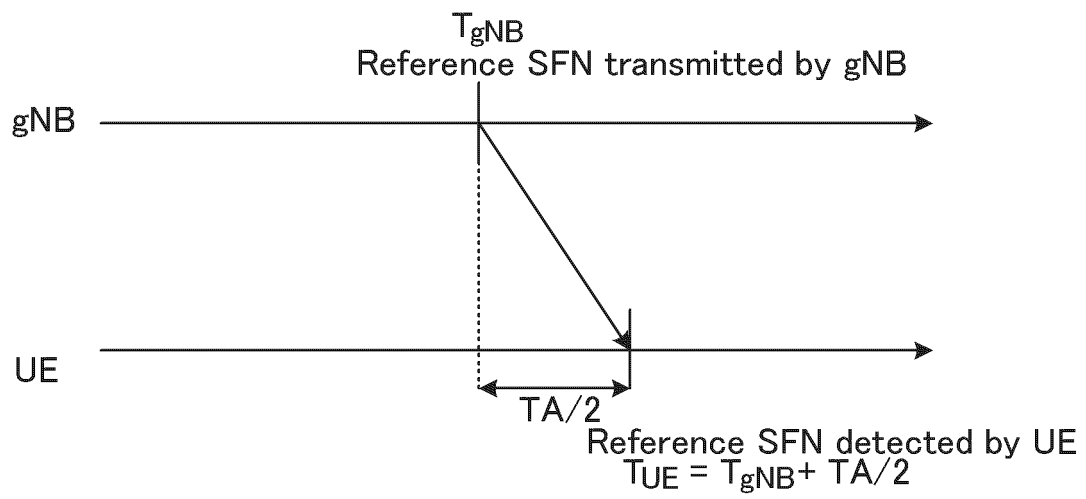 TgNB
Reference SFN transmitted by gNB
gNB
UE
TA/2
Reference SFN detected by UE
TUE = TgNB+ TA/2